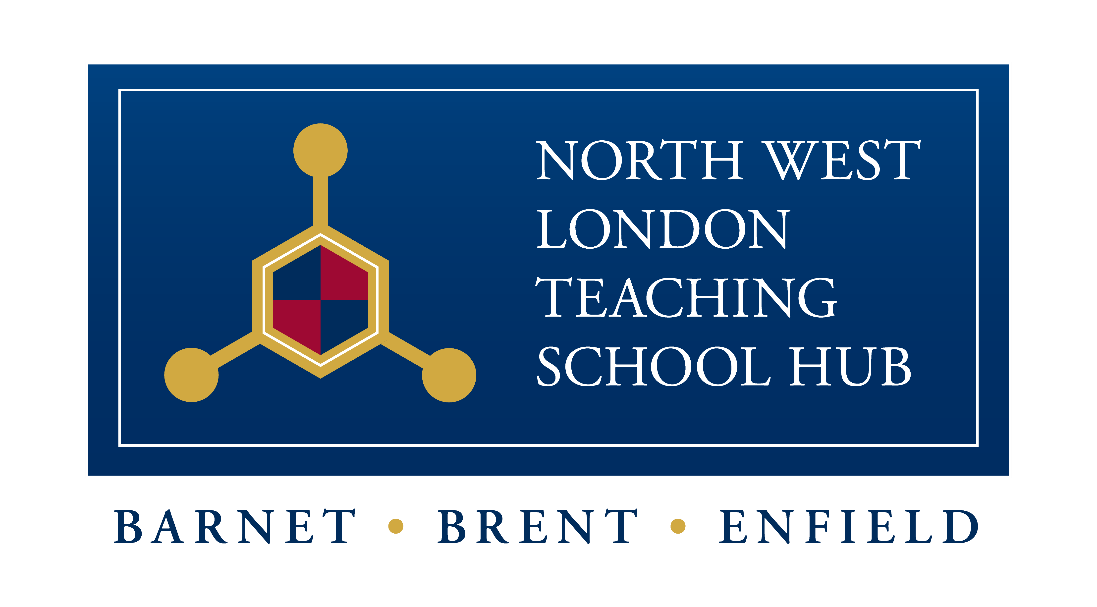 NORTH WEST
LONDON
TEACHING
SCHOOL HUB
BARNET • BRENT • ENFIELD